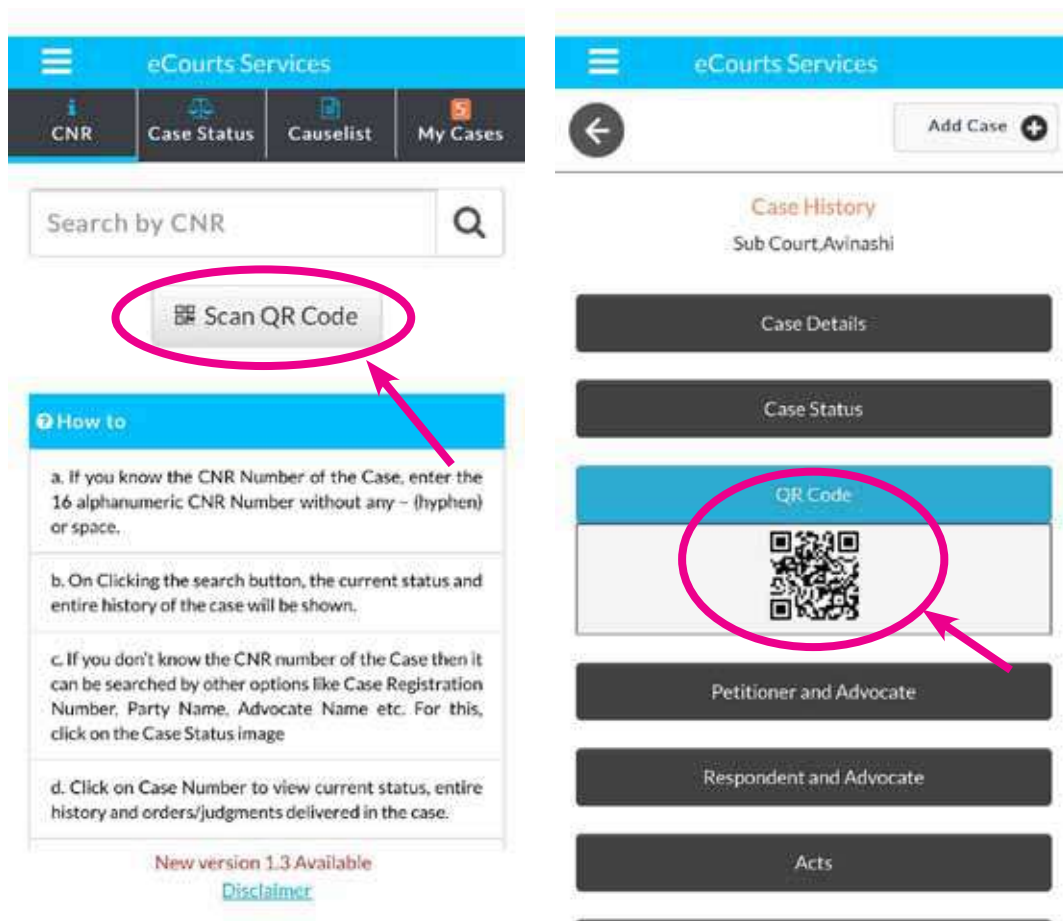 eCourts Services
CNR
Case Status
Causelist
My Cases
Search by CNR
Scan QR Code
How to
a. If you know the CNR Number of the Case, enter the
16 alphanumeric CNR Number without any – (hyphen)
or space.
b. On Clicking the search button, the current status and
entire history of the case will be shown.
c. If you don't know the CNR number of the Case then it
can be searched by other options like Case Registration
Number, Party Name, Advocate Name etc. For this,
click on the Case Status image
d. Click on Case Number to view current status, entire
history and orders/judgments delivered in the case.
New version 1.3 Available
Disclaimer
eCourts Services
Add Case
Case History
Sub Court,Avinashi
Case Details
Case Status
QR Code
Petitioner and Advocate
Respondent and Advocate
Acts